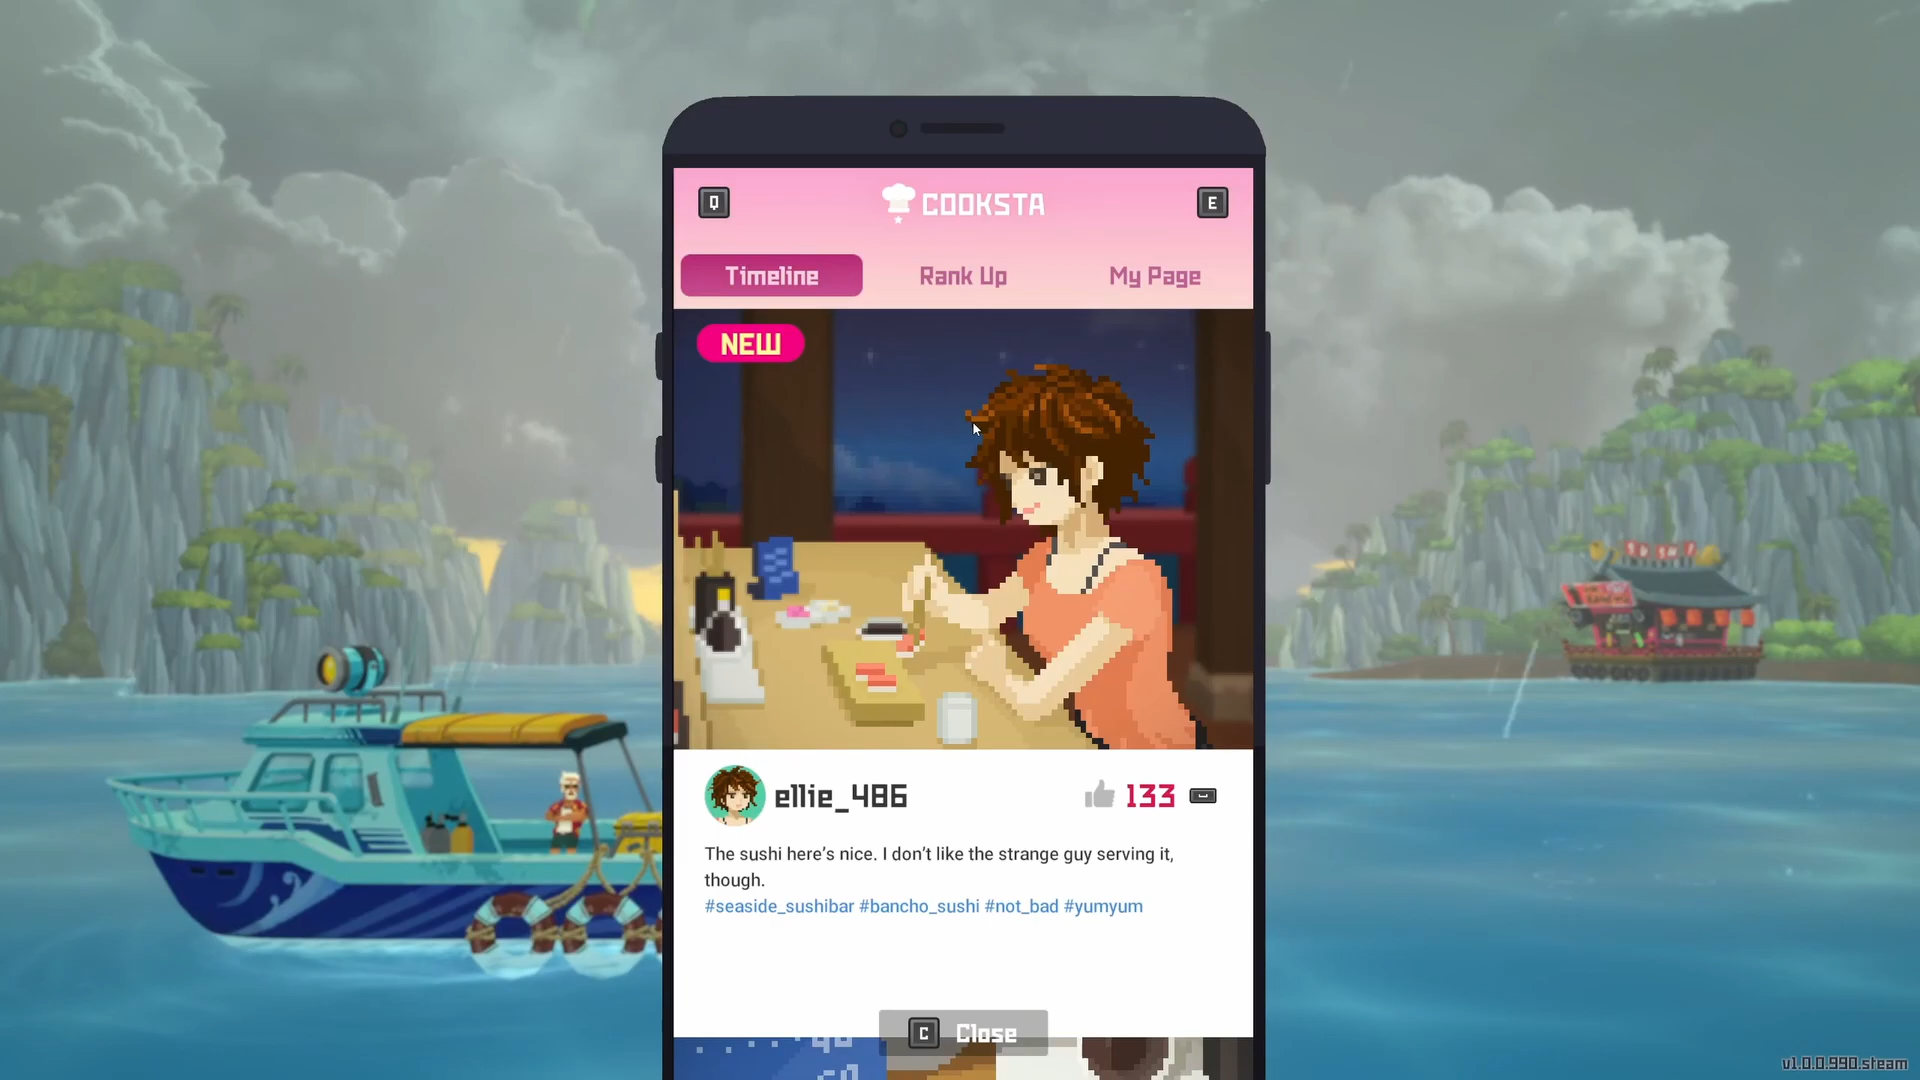 Q
COOKSTA
E
Timeline
Rank Up
My Page
NEW
SUSHI
ellie_486
133
The sushi here's nice. I don't like the strange guy serving it,
though.
#seaside_sushibar #bancho_sushi #not_bad #yumyum
C Close
v1.0.0.990.steam